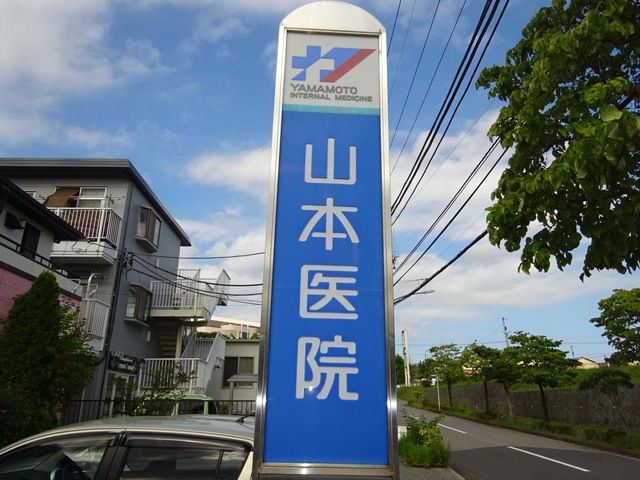 YAMAMOTO
INTERNAL MEDICINE
山本医院